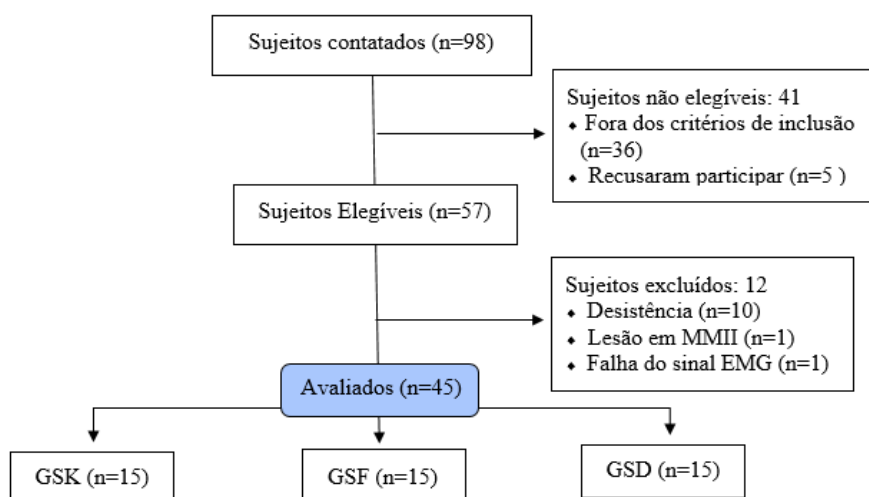 Sujeitos contatados (n=98)
Sujeitos não elegíveis: 41
⬥ Fora dos critérios de inclusão
(n=36)
⬥ Recusaram participar (n=5 )
Sujeitos Elegíveis (n=57)
Sujeitos excluídos: 12
⬥ Desistência (n=10)
⬥ Lesão em MMII (n=1)
⬥ Falha do sinal EMG (n=1)
Avaliados (n=45)
GSK (n=15)
GSF (n=15)
GSD (n=15)